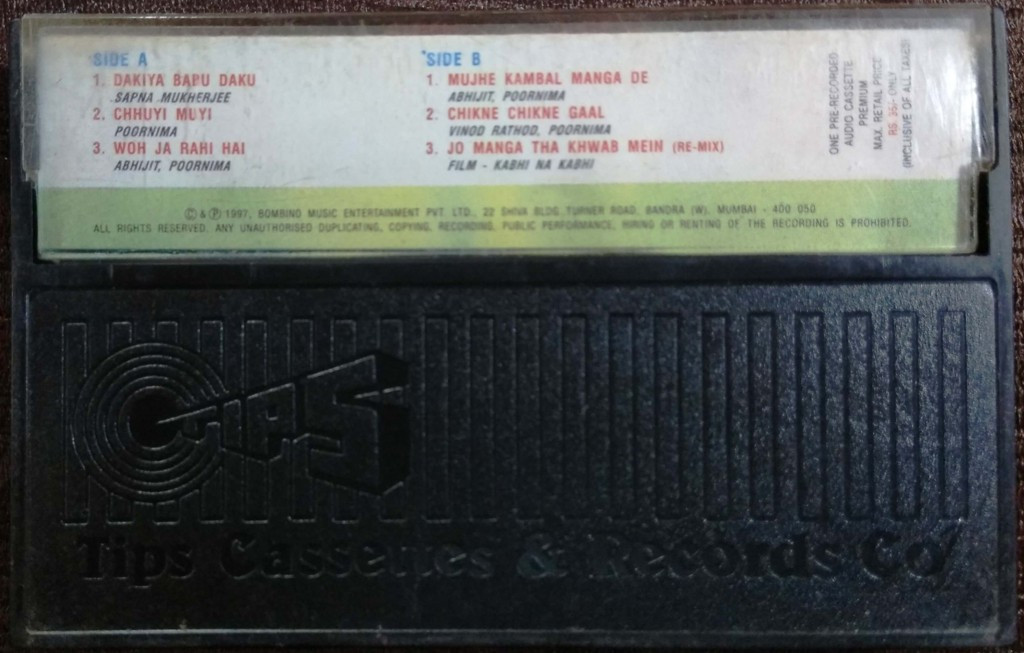 SIDE A
1. DAKIYA BAPU DAKU
SAPNA MUKHERJEE
2. CHHUYI MUYI
POORNIMA
3. WOH JA RAHI HAI
ABHIJIT, POORNIMA
SIDE B
1. MUJHE KAMBAL MANGA DE
ABHIJIT, POORNIMA
2. CHIKNE CHIKNE GAAL
VINOD RATHOD, POORNIMA
3. JO MANGA THA KHWAB MEIN (RE-MIX)
FILM - KABHI NA KABHI
ONE PRE-RECORDED
AUDIO CASSETTE
PREMIUM
MAX. RETAIL PRICE
RS. ONLY
(INCLUSIVE OF ALL TAXES)
© & ℗ 1997, BOMBINO MUSIC ENTERTAINMENT PVT. LTD., 22 SHIVA BLDG. TURNER ROAD, BANDRA (W), MUMBAI - 400 050
ALL RIGHTS RESERVED. ANY UNAUTHORISED DUPLICATING, COPYING, RECORDING, PUBLIC PERFORMANCE, HIRING OR RENTING OF THE RECORDING IS PROHIBITED.
TIPS
Tips Cassettes & Records Co